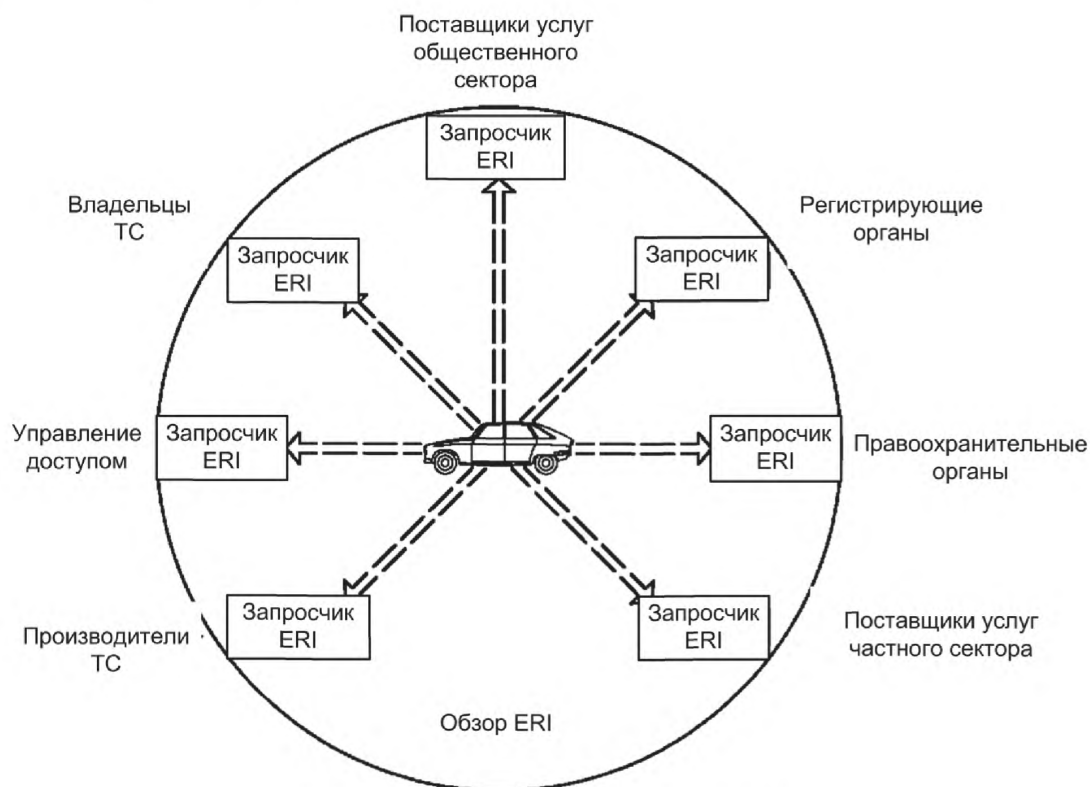 Поставщики услуг
общественного
сектора
Запросчик
ERI
Владельцы
ТС
Запросчик
ERI
Регистрирующие
органы
Запросчик
ERI
Управление
доступом
Запросчик
ERI
Запросчик
ERI
Правоохранительные
органы
Производители
ТС
Запросчик
ERI
Запросчик
ERI
Поставщики услуг
частного сектора
Обзор ERI